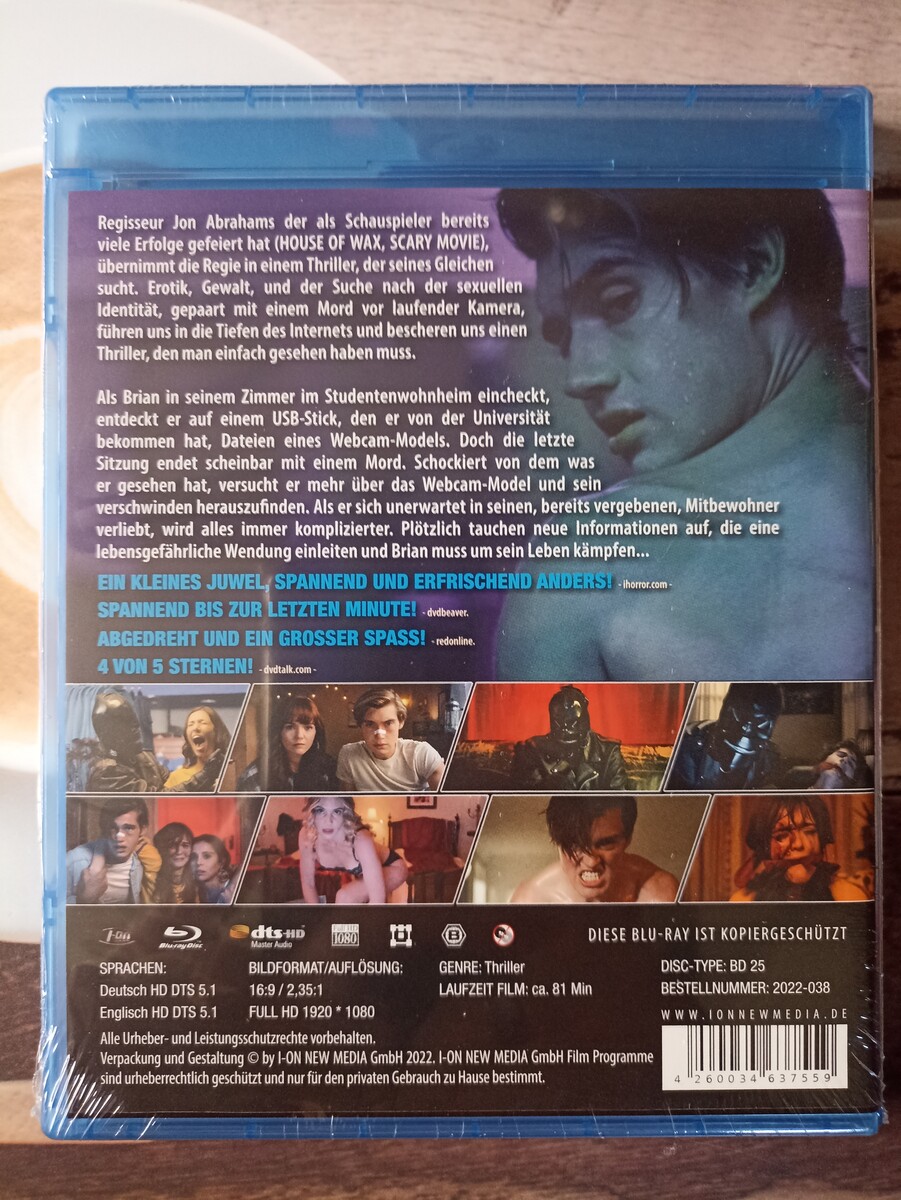 Regisseur Jon Abrahams der als Schauspieler bereits
viele Erfolge gefeiert hat (HOUSE OF WAX, SCARY MOVIE),
übernimmt die Regie in einem Thriller, der seines Gleichen
sucht. Erotik, Gewalt, und der Suche nach der sexuellen
Identität, gepaart mit einem Mord vor laufender Kamera,
führen uns in die Tiefen des Internets und bescheren uns einen
Thriller, den man einfach gesehen haben muss.
Als Brian in seinem Zimmer im Studentenwohnheim eincheckt,
entdeckt er auf einem USB-Stick, den er von der Universität
bekommen hat, Dateien eines Webcam-Models. Doch die letzte
Sitzung endet scheinbar mit einem Mord. Schockiert von dem was
er gesehen hat, versucht er mehr über das Webcam-Model und sein
verschwinden herauszufinden. Als er sich unerwartet in seinen, bereits vergebenen, Mitbewohner
verliebt, wird alles immer komplizierter. Plötzlich tauchen neue Informationen auf, die eine
lebensgefährliche Wendung einleiten und Brian muss um sein Leben kämpfen...
EIN KLEINES JUWEL, SPANNEND UND ERFRISCHEND ANDERS! - ihorror.com -
SPANNEND BIS ZUR LETZTEN MINUTE! - dvdbeaver.
ABGEDREHT UND EIN GROSSER SPASS! - redonline.
4 VON 5 STERNEN! - dvdtalk.com -
i-on Blu-ray Disc dts-HD Master Audio FULL HD 1080 B DIESE BLU-RAY IST KOPIERGESCHÜTZT
SPRACHEN:
Deutsch HD DTS 5.1
Englisch HD DTS 5.1
BILDFORMAT/AUFLÖSUNG:
16:9 / 2,35:1
FULL HD 1920 * 1080
GENRE: Thriller
LAUFZEIT FILM: ca. 81 Min
DISC-TYPE: BD 25
BESTELLNUMMER: 2022-038
WWW.IONNEWMEDIA.DE
Alle Urheber- und Leistungsschutzrechte vorbehalten.
Verpackung und Gestaltung © by I-ON NEW MEDIA GmbH 2022. I-ON NEW MEDIA GmbH Film Programme
sind urheberrechtlich geschützt und nur für den privaten Gebrauch zu Hause bestimmt.
4 260034 637559